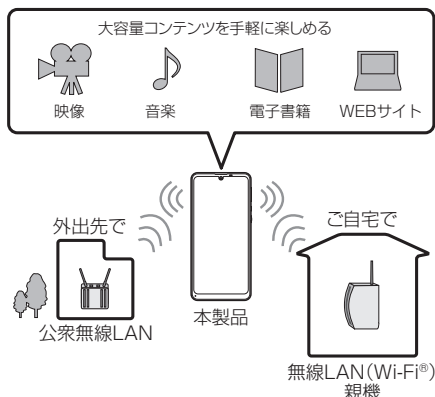 大容量コンテンツを手軽に楽しめる
映像
音楽
電子書籍
WEBサイト
外出先で
ご自宅で
公衆無線LAN
本製品
無線LAN(Wi-Fi®)
親機